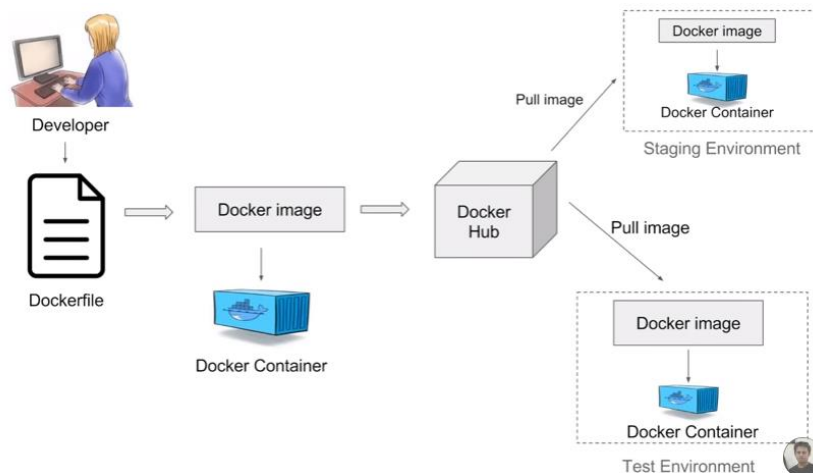 Developer
Dockerfile
Docker image
Docker Container
Docker
Hub
Pull image
Docker image
Docker Container
Staging Environment
Pull image
Docker image
Docker Container
Test Environment